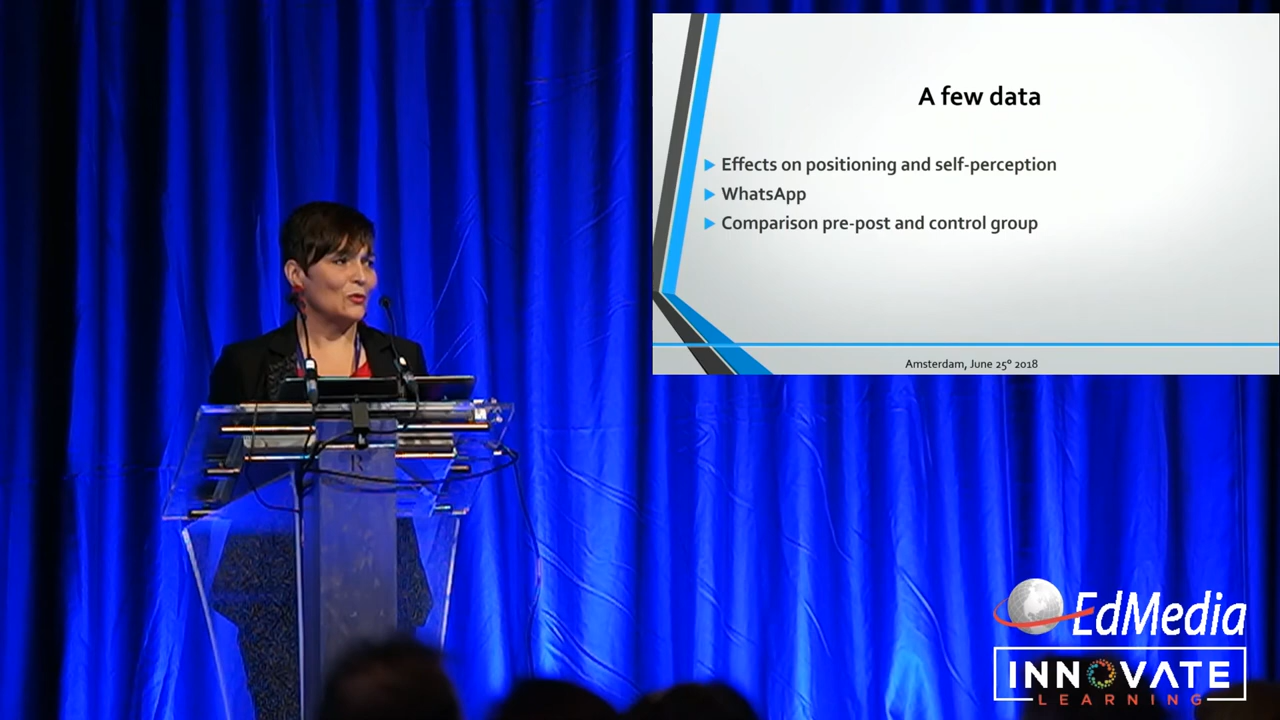 A few data
Effects on positioning and self-perception
WhatsApp
Comparison pre-post and control group
Amsterdam, June 25º 2018
R
EdMedia
INNOVATE
LEARNING